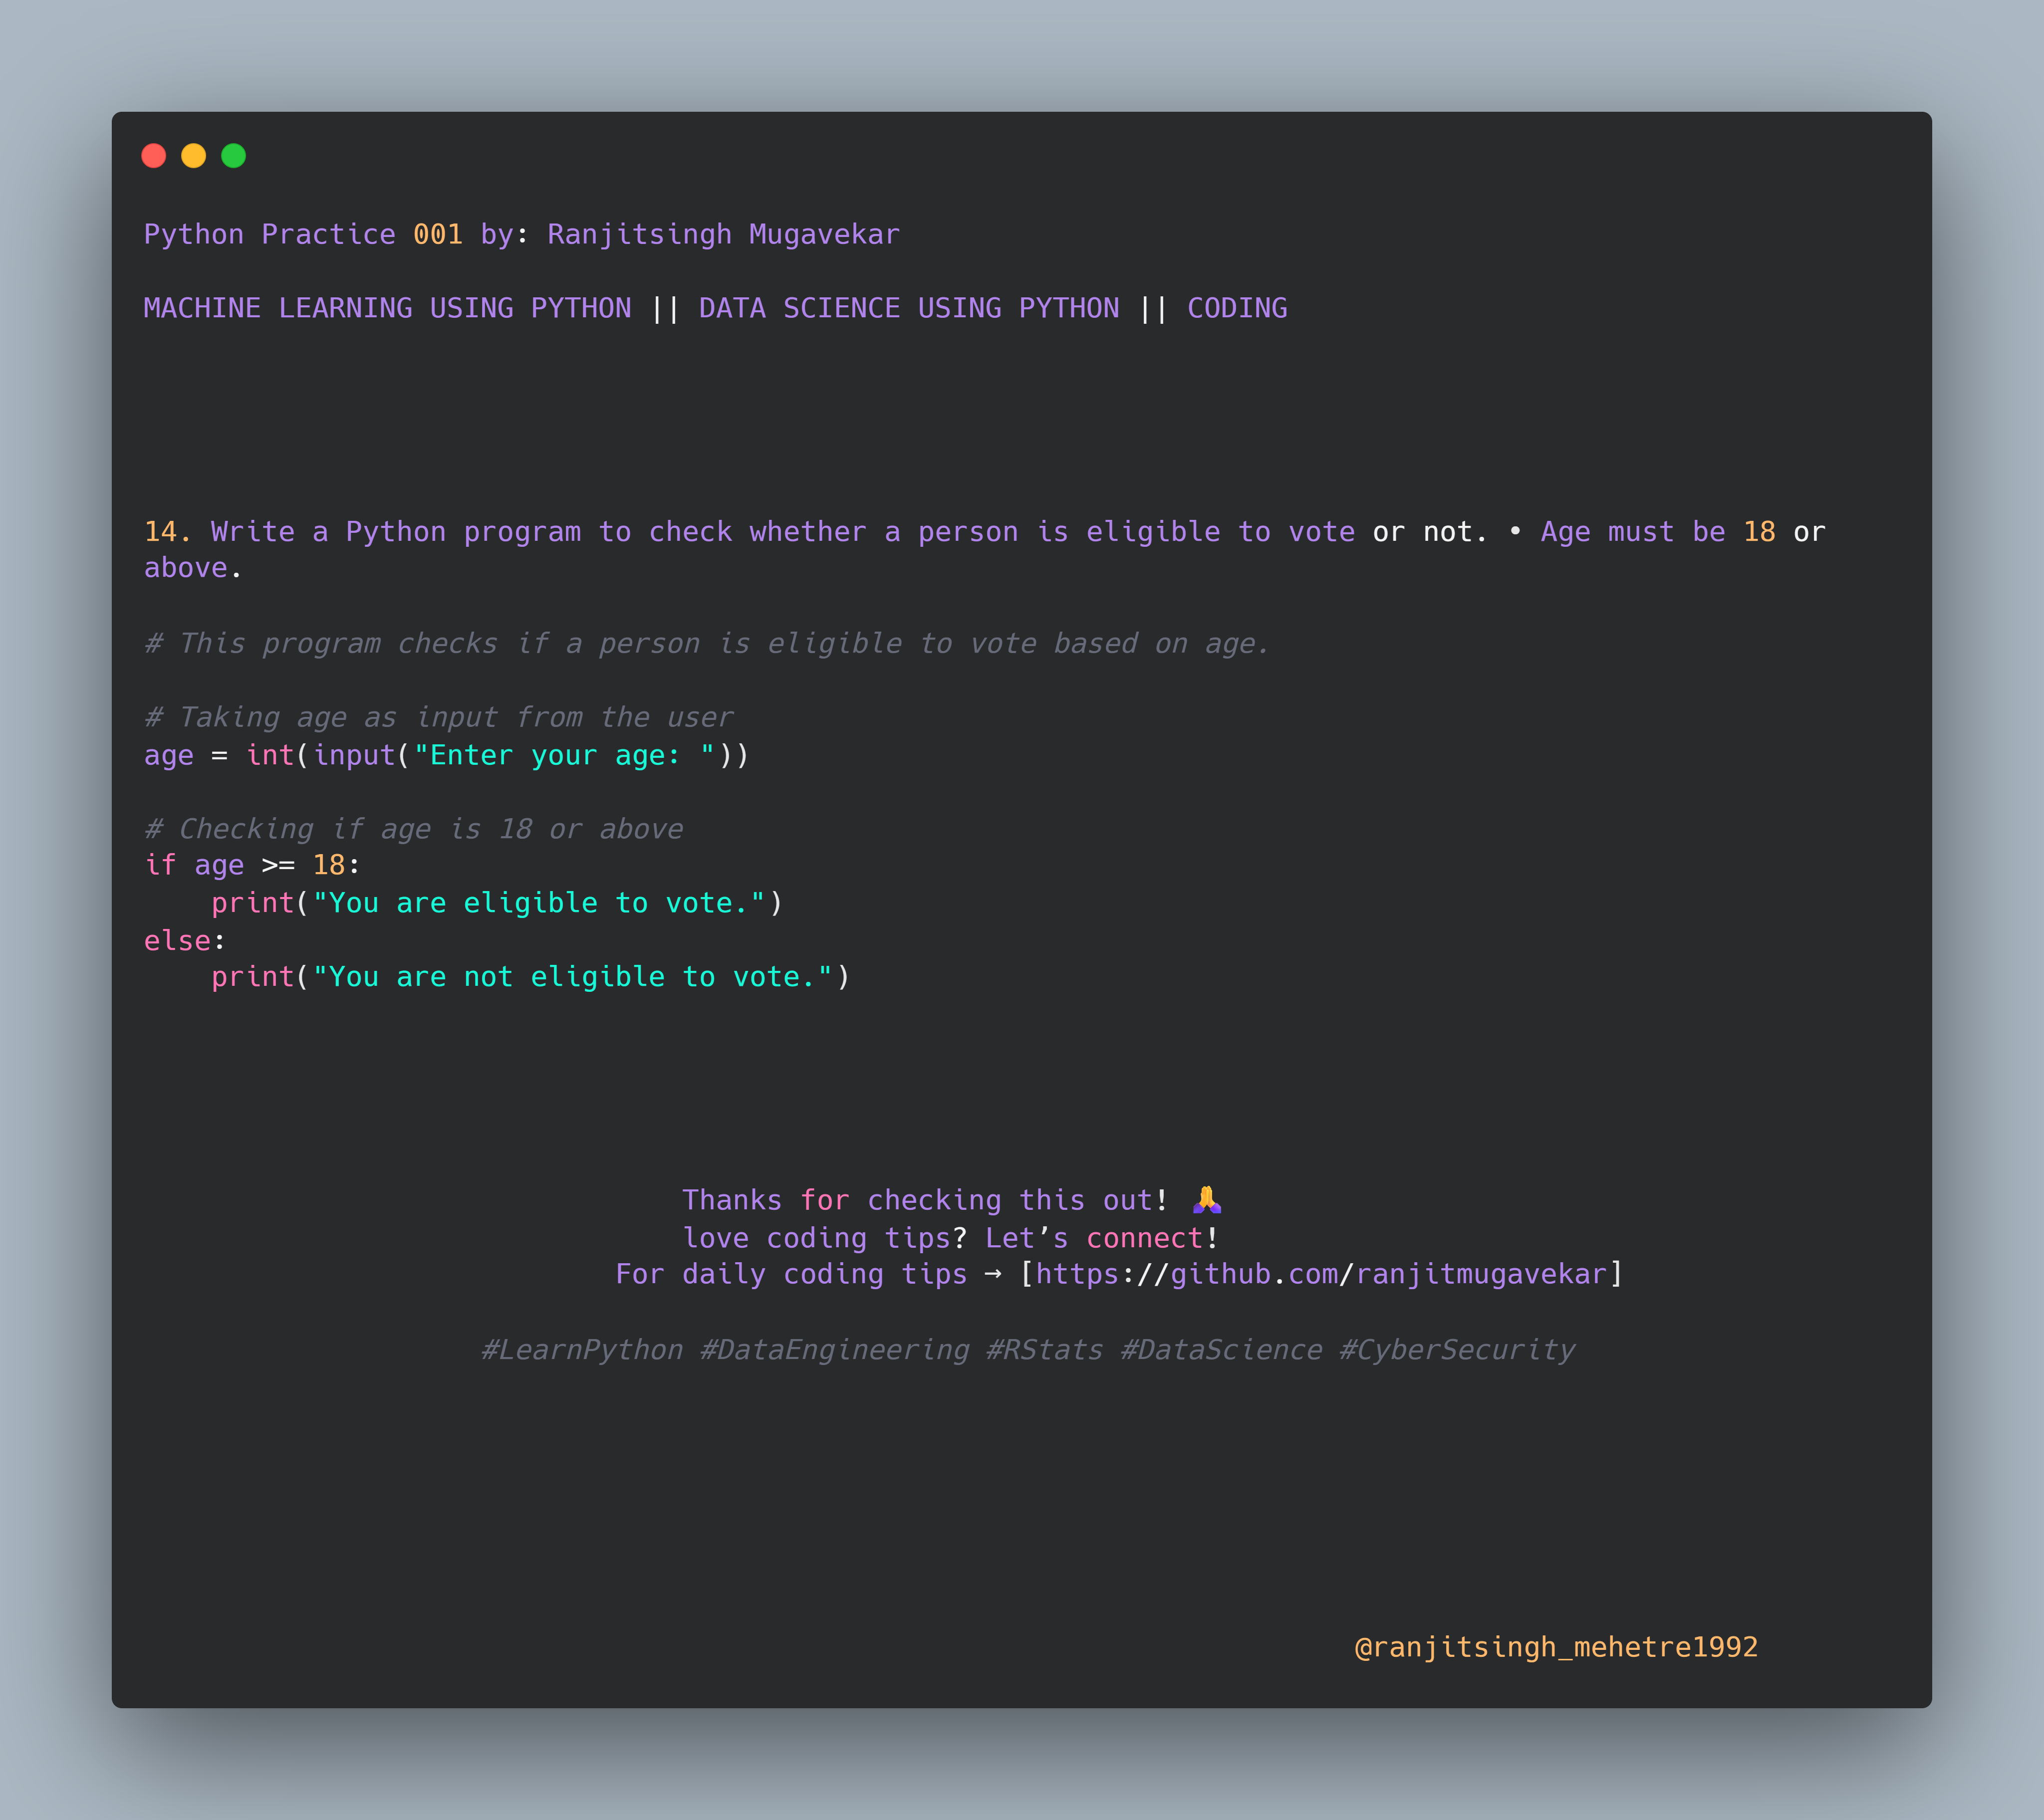 Python Practice 001 by: Ranjitsingh Mugavekar
MACHINE LEARNING USING PYTHON || DATA SCIENCE USING PYTHON || CODING
14. Write a Python program to check whether a person is eligible to vote or not. • Age must be 18 or
above.
# This program checks if a person is eligible to vote based on age.
# Taking age as input from the user
age = int(input("Enter your age: "))
# Checking if age is 18 or above
if age >= 18:
    print("You are eligible to vote.")
else:
    print("You are not eligible to vote.")
Thanks for checking this out! 🙏
love coding tips? Let’s connect!
For daily coding tips → [https://github.com/ranjitmugavekar]
#LearnPython #DataEngineering #RStats #DataScience #CyberSecurity
@ranjitsingh_mehetre1992